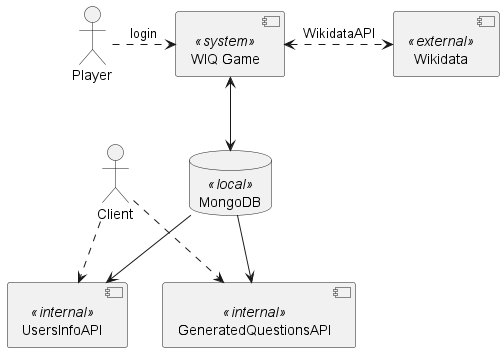 login
WikidataAPI
Player
«system»
WIQ Game
«external»
Wikidata
Client
«local»
MongoDB
«internal»
UsersInfoAPI
«internal»
GeneratedQuestionsAPI